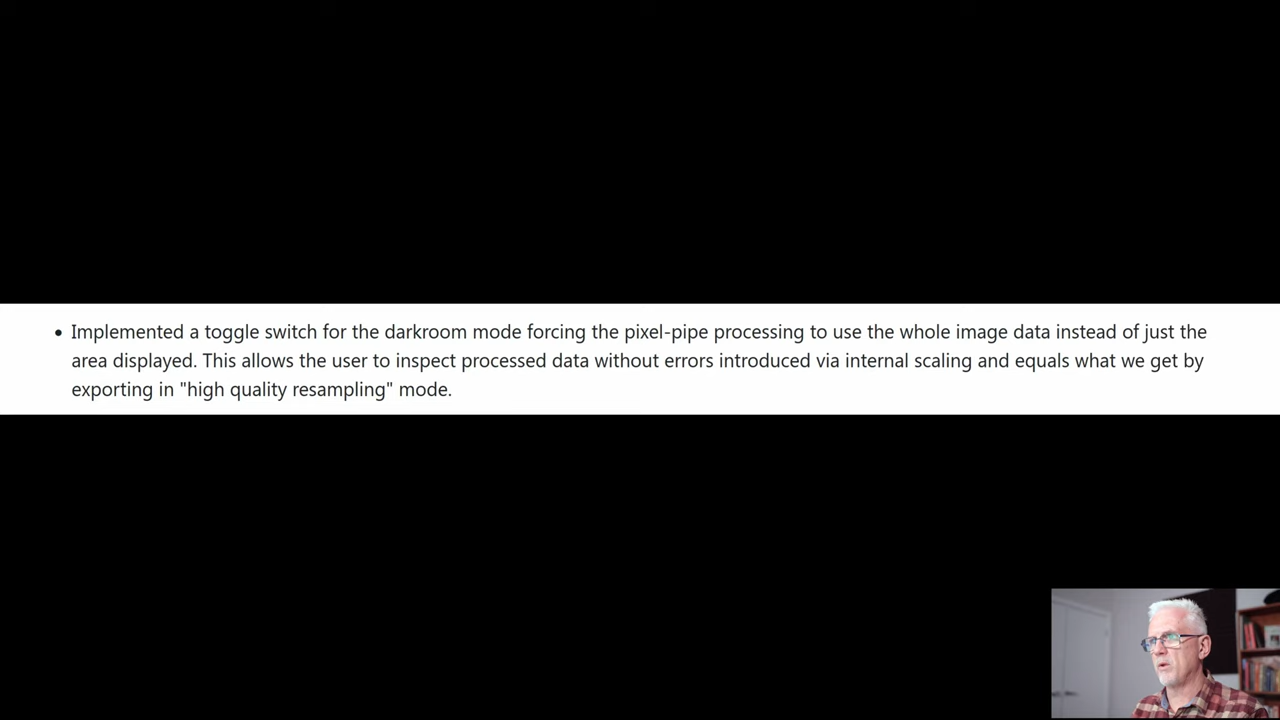 • Implemented a toggle switch for the darkroom mode forcing the pixel-pipe processing to use the whole image data instead of just the
area displayed. This allows the user to inspect processed data without errors introduced via internal scaling and equals what we get by
exporting in "high quality resampling" mode.